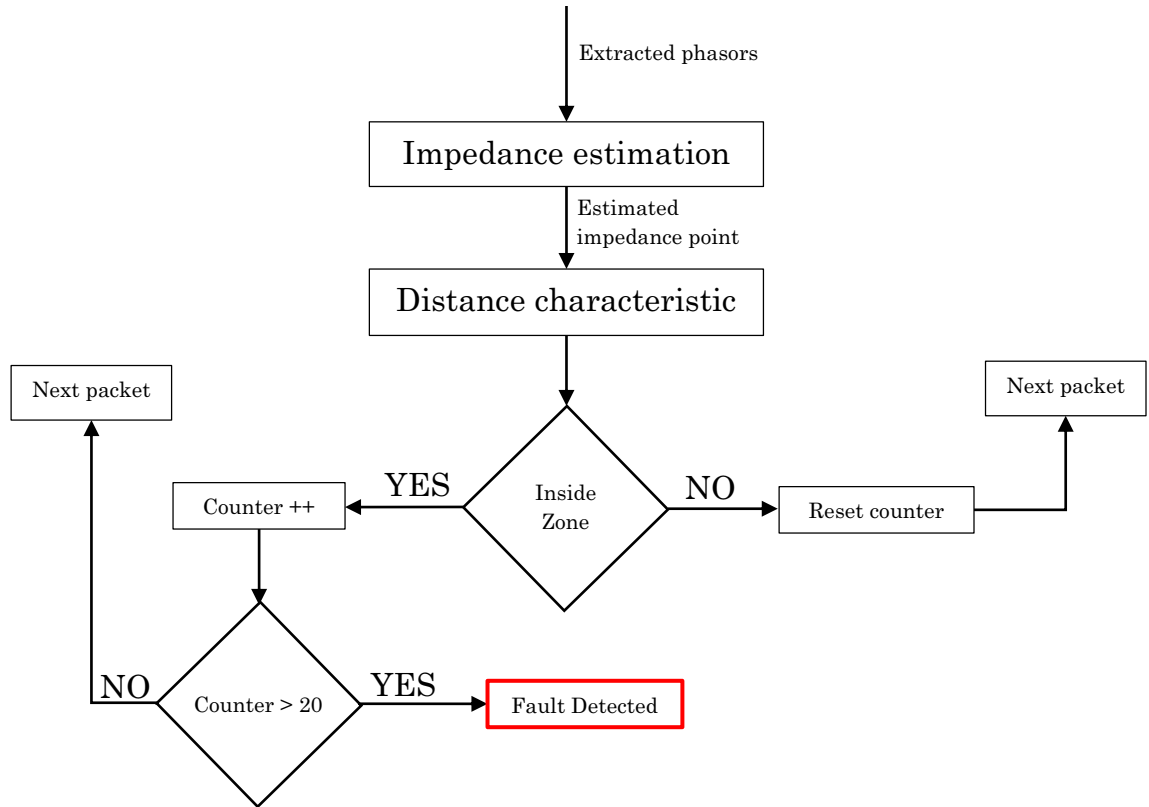 Extracted phasors
Impedance estimation
Estimated
impedance point
Distance characteristic
Next packet
Next packet
YES
NO
Inside
Zone
Counter ++
Reset counter
NO
YES
Counter > 20
Fault Detected